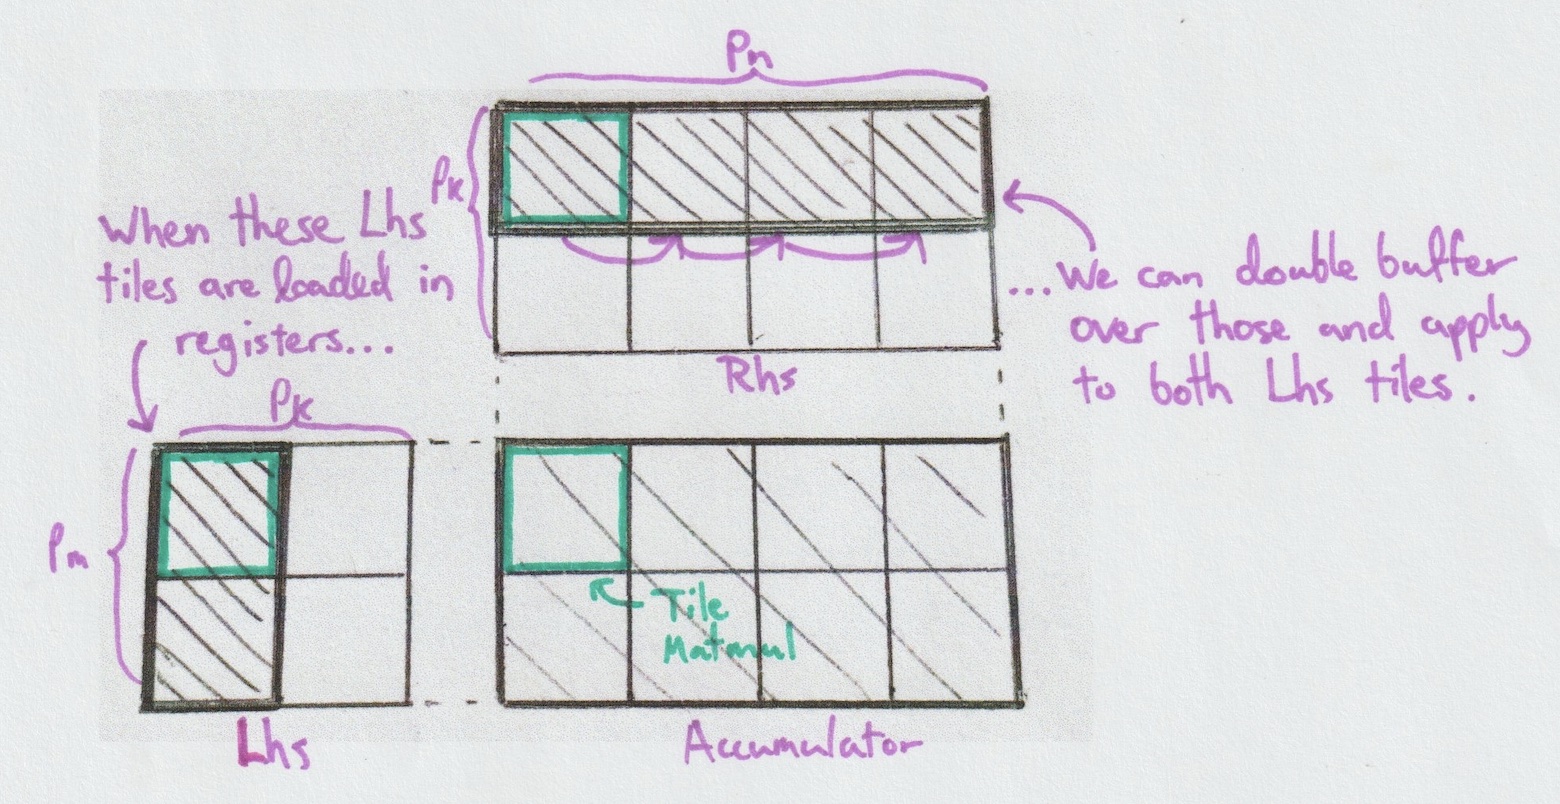 Pn
Pk
When these Lhs
tiles are loaded in
registers...
...We can double buffer
over those and apply
to both Lhs tiles.
Rhs
Pk
Pm
Tile
Matmul
Lhs
Accumulator